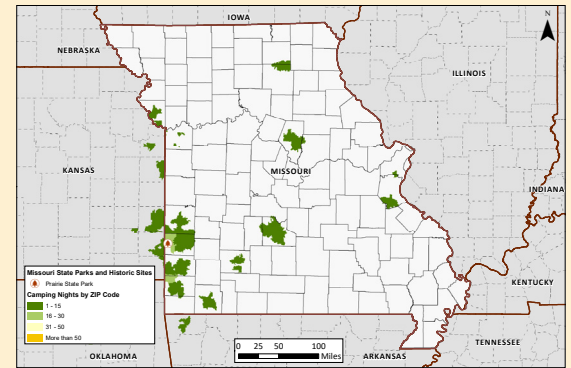 IOWA
N
NEBRASKA
ILLINOIS
KANSAS
MISSOURI
INDIANA
Missouri State Parks and Historic Sites
Prairie State Park
Camping Nights by ZIP Code
1 - 15
16 - 30
31 - 50
More than 50
KENTUCKY
0 25 50 100
Miles
TENNESSEE
OKLAHOMA
ARKANSAS